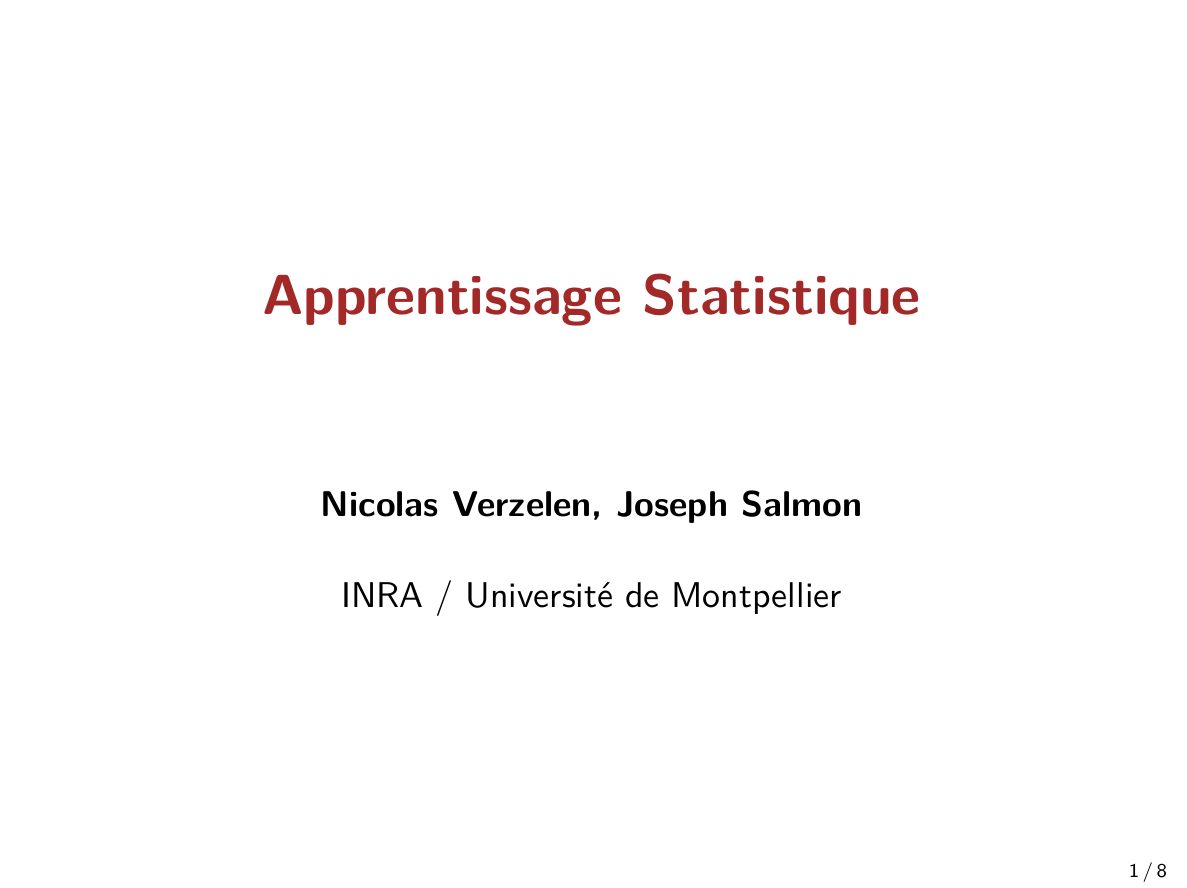 Apprentissage Statistique
Nicolas Verzelen, Joseph Salmon
INRA / Université de Montpellier
1 / 8